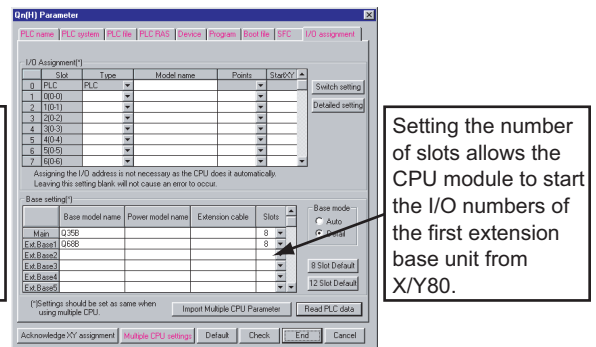 Qn(H) Parameter
PLC name PLC system PLC file PLC RAS Device Program Boot file SFC I/O assignment
I/O Assignment(*)
Slot Type Model name Points StartXY
0 PLC PLC
1 0(0-0)
2 1(0-1)
3 2(0-2)
4 3(0-3)
5 4(0-4)
6 5(0-5)
7 6(0-6)
Switch setting
Detailed setting
Assigning the I/O address is not necessary as the CPU does it automatically.
Leaving this setting blank will not cause an error to occur.
Base setting(*)
Base model name Power model name Extension cable Slots
Main Q35B 8
Ext.Base1 Q68B 8
Ext.Base2
Ext.Base3
Ext.Base4
Ext.Base5
Base mode
Auto
Detail
8 Slot Default
12 Slot Default
(*)Settings should be set as same when
using multiple CPU.
Import Multiple CPU Parameter
Read PLC data
Acknowledge XY assignment Multiple CPU settings Default Check End Cancel
Setting the number
of slots allows the
CPU module to start
the I/O numbers of
the first extension
base unit from
X/Y80.